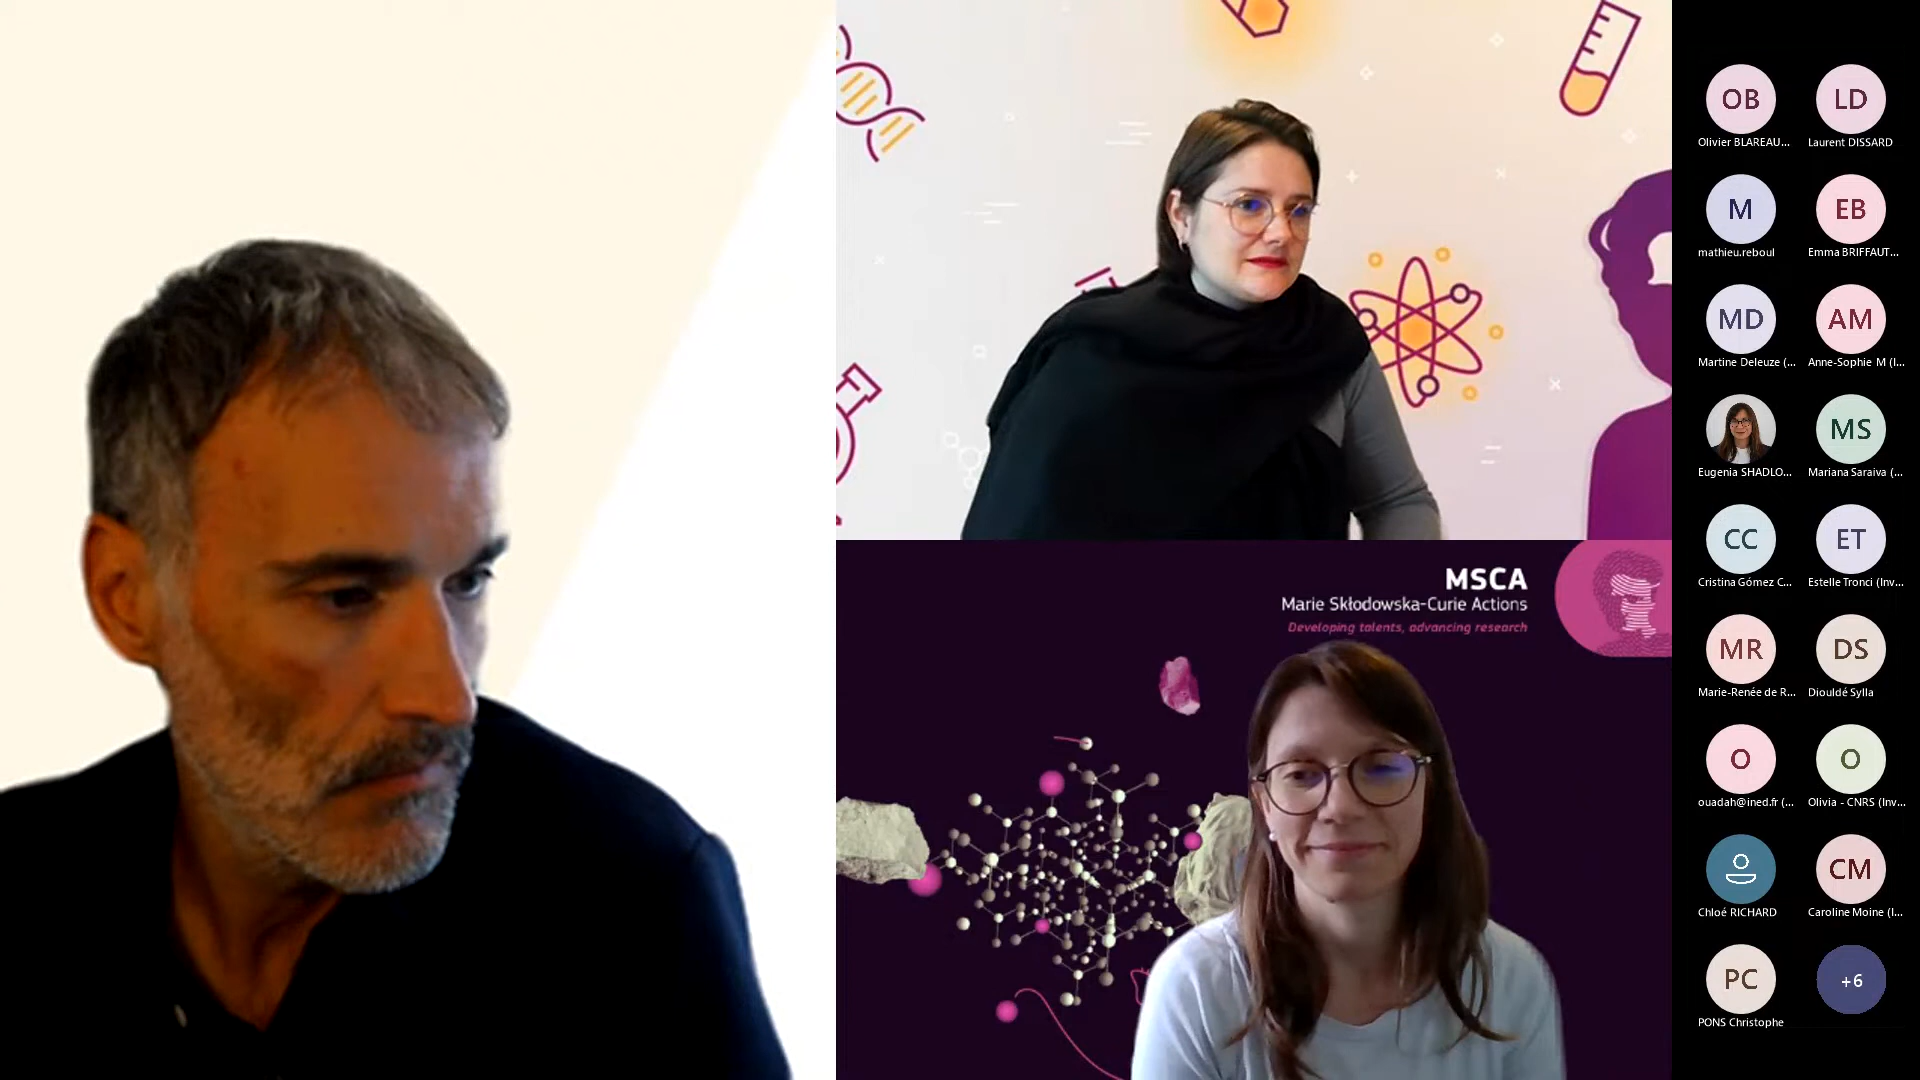 MSCA
Marie Skłodowska-Curie Actions
Developing talents, advancing research
OB
LD
Olivier BLAREAU...
Laurent DISSARD
M
EB
mathieu.reboul
Emma BRIFFAUT...
MD
AM
Martine Deleuze (...
Anne-Sophie M (I...
MS
Eugenia SHADLO...
Mariana Saraiva (...
CC
ET
Cristina Gómez C...
Estelle Tronci (Inv...
MR
DS
Marie-Renée de R...
Diouldé Sylla
O
O
ouadah@ined.fr (...
Olivia - CNRS (Inv...
CM
Chloé RICHARD
Caroline Moine (I...
PC
+6
PONS Christophe